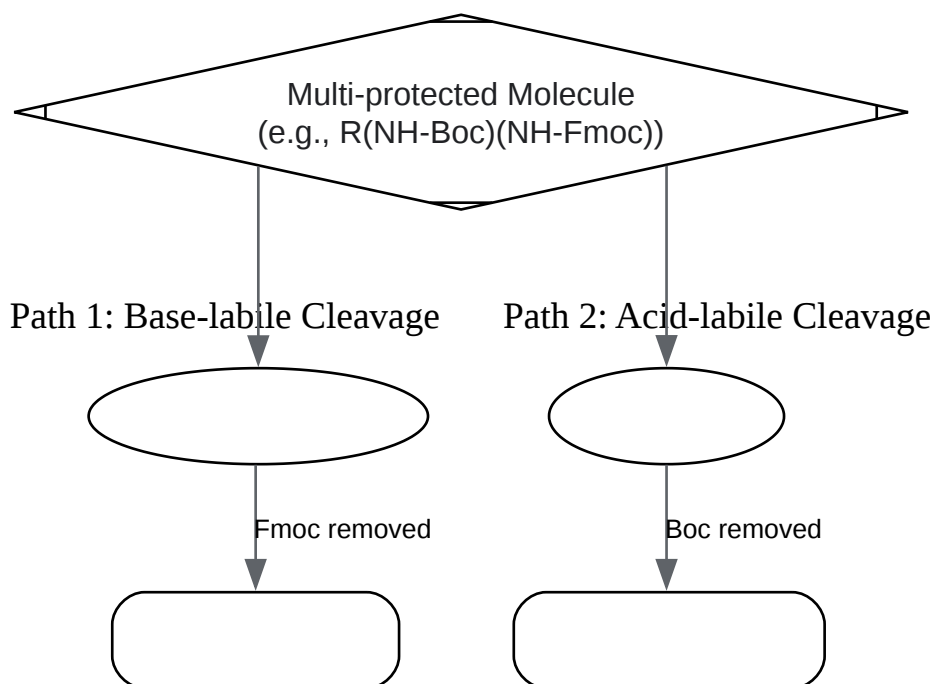 Multi-protected Molecule
(e.g., R(NH-Boc)(NH-Fmoc))
Path 1: Base-labile Cleavage
Path 2: Acid-labile Cleavage
Fmoc removed
Boc removed